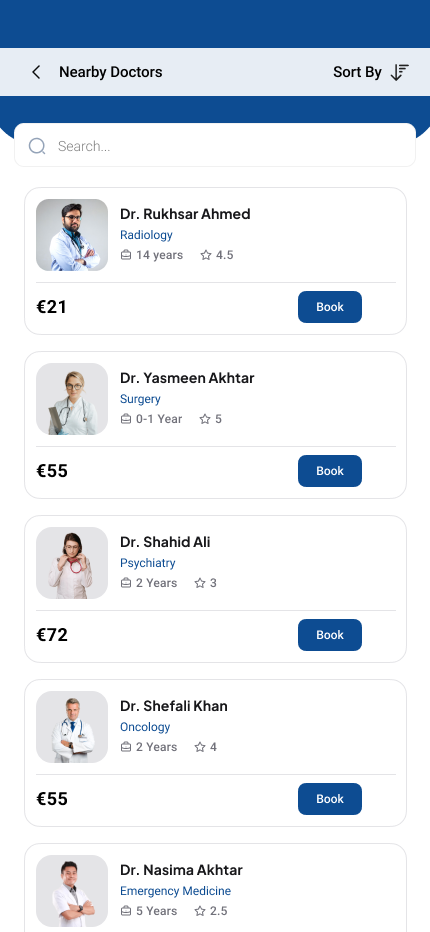 Nearby Doctors
Sort By
Search...
Dr. Rukhsar Ahmed
Radiology
14 years 4.5
€21
Book
Dr. Yasmeen Akhtar
Surgery
0-1 Year 5
€55
Book
Dr. Shahid Ali
Psychiatry
2 Years 3
€72
Book
Dr. Shefali Khan
Oncology
2 Years 4
€55
Book
Dr. Nasima Akhtar
Emergency Medicine
5 Years 2.5